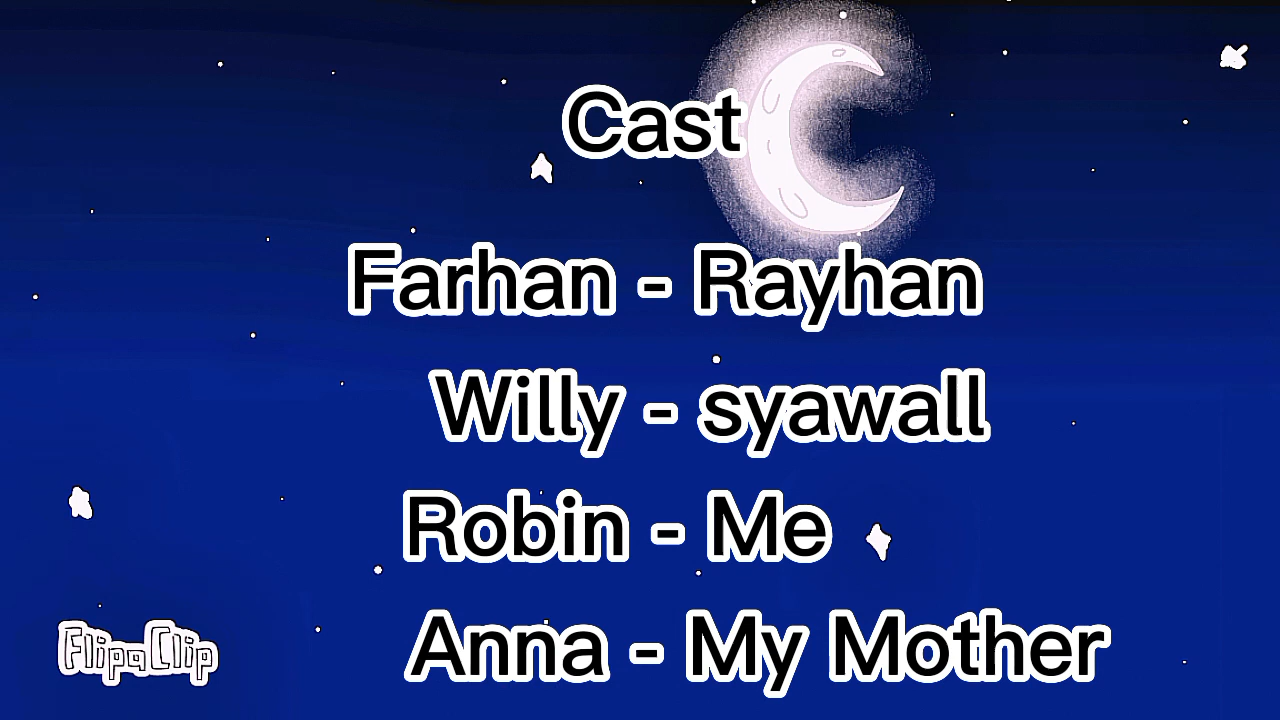 Cast
Farhan - Rayhan
Willy - syawall
Robin - Me
Anna - My Mother
FlipaClip